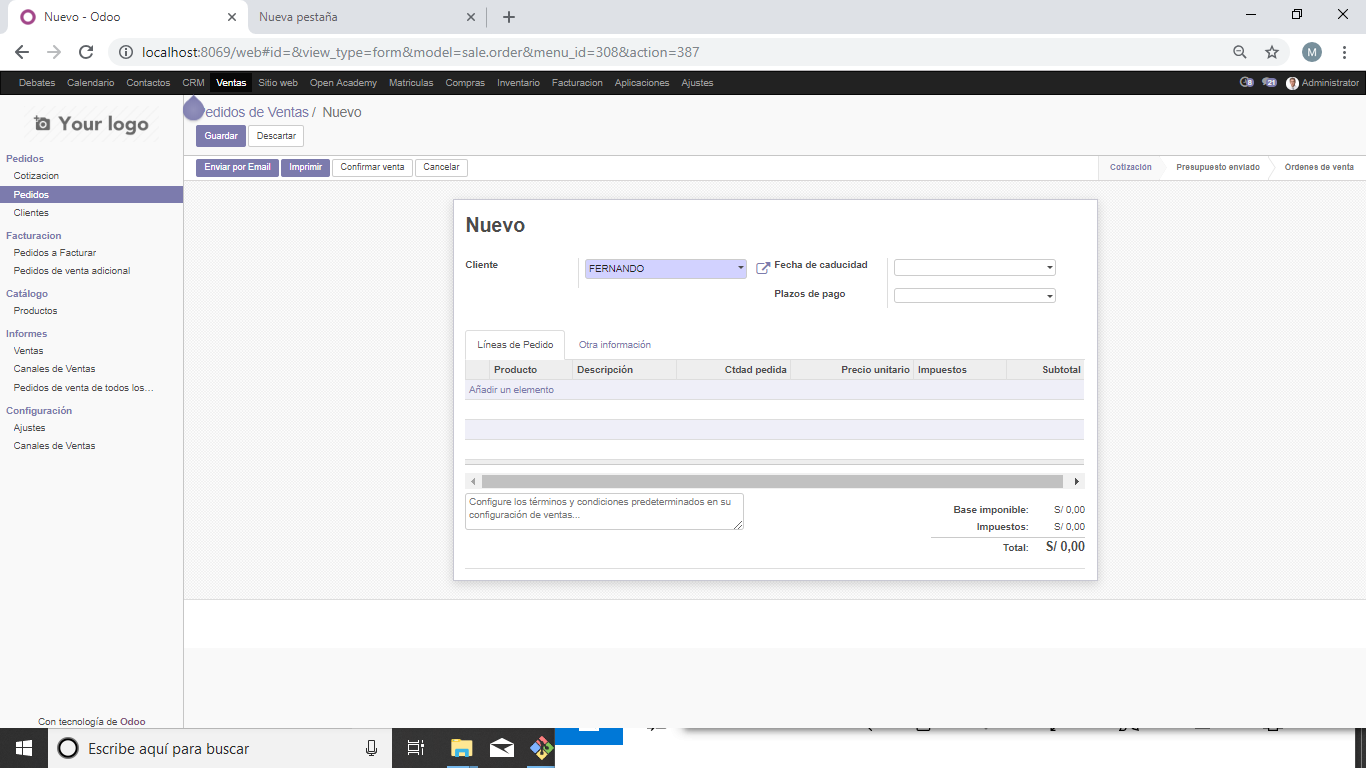 Nuevo - Odoo
Nueva pestaña
localhost:8069/web#id=&view_type=form&model=sale.order&menu_id=308&action=387
M
Debates Calendario Contactos CRM Ventas Sitio web Open Academy Matriculas Compras Inventario Facturacion Aplicaciones Ajustes
8 21 Administrator
Your logo
Pedidos
Cotizacion
Pedidos
Clientes
Facturacion
Pedidos a Facturar
Pedidos de venta adicional
Catálogo
Productos
Informes
Ventas
Canales de Ventas
Pedidos de venta de todos los...
Configuración
Ajustes
Canales de Ventas
Con tecnología de Odoo
edidos de Ventas / Nuevo
Guardar Descartar
Enviar por Email Imprimir Confirmar venta Cancelar
Cotización Presupuesto enviado Órdenes de venta
Nuevo
Cliente FERNANDO
Fecha de caducidad
Plazos de pago
Líneas de Pedido Otra información
Producto Descripción Ctdad pedida Precio unitario Impuestos Subtotal
Añadir un elemento
Configure los términos y condiciones predeterminados en su
configuración de ventas...
Base imponible: S/ 0,00
Impuestos: S/ 0,00
Total: S/ 0,00
Escribe aquí para buscar